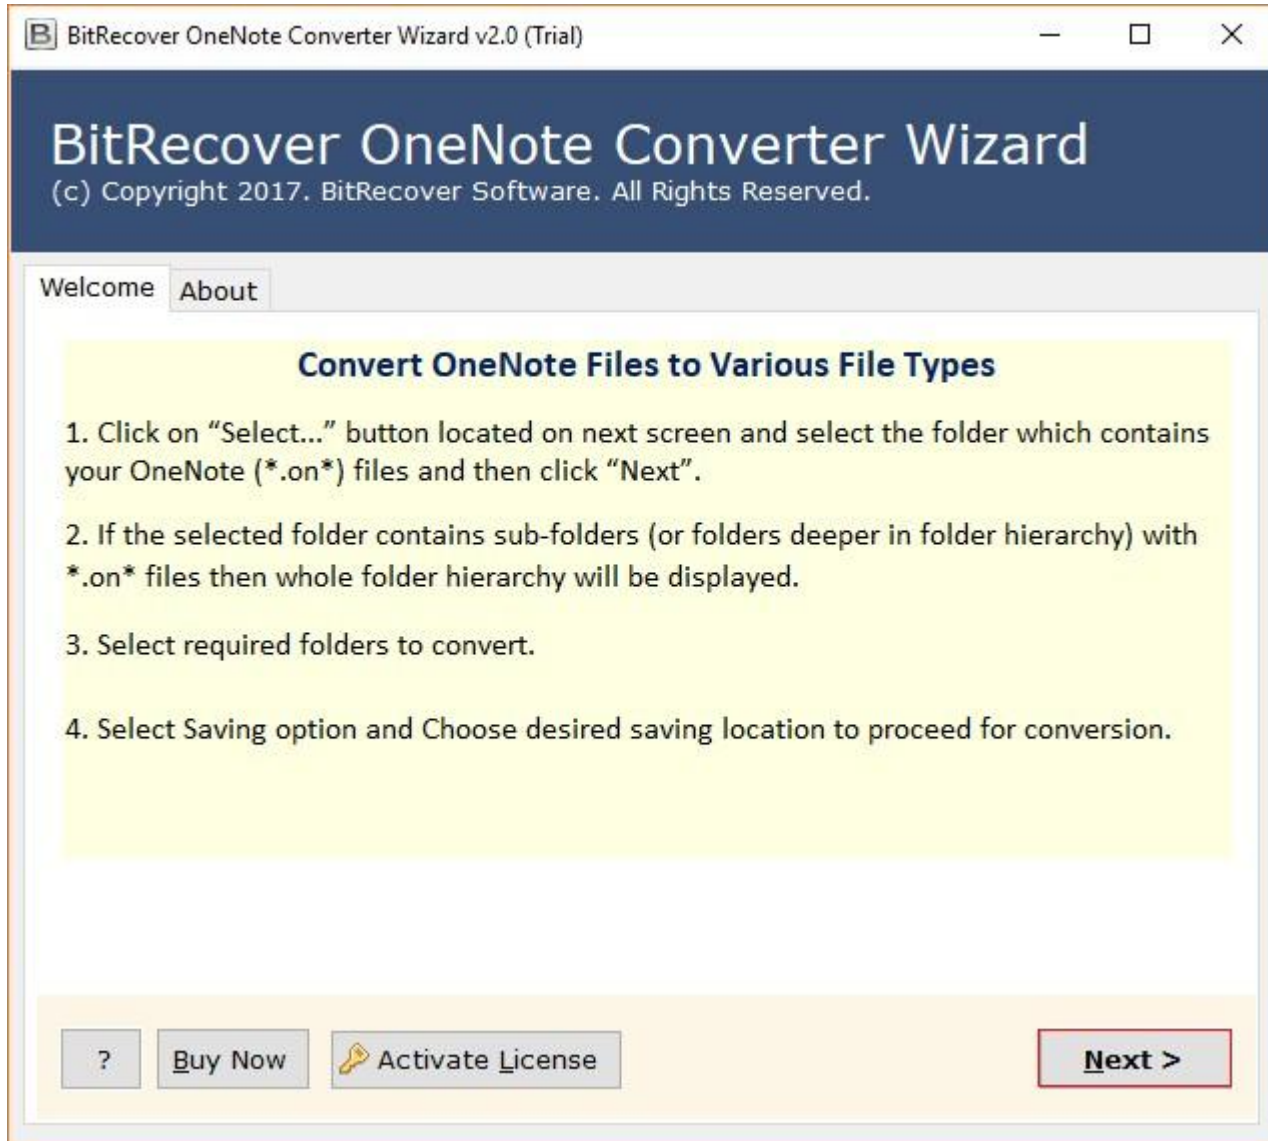 BitRecover OneNote Converter Wizard v2.0 (Trial)
BitRecover OneNote Converter Wizard
(c) Copyright 2017. BitRecover Software. All Rights Reserved.
Welcome
About
Convert OneNote Files to Various File Types
1. Click on “Select...” button located on next screen and select the folder which contains
your OneNote (*.on*) files and then click “Next”.
2. If the selected folder contains sub-folders (or folders deeper in folder hierarchy) with
*.on* files then whole folder hierarchy will be displayed.
3. Select required folders to convert.
4. Select Saving option and Choose desired saving location to proceed for conversion.
?
Buy Now
Activate License
Next >